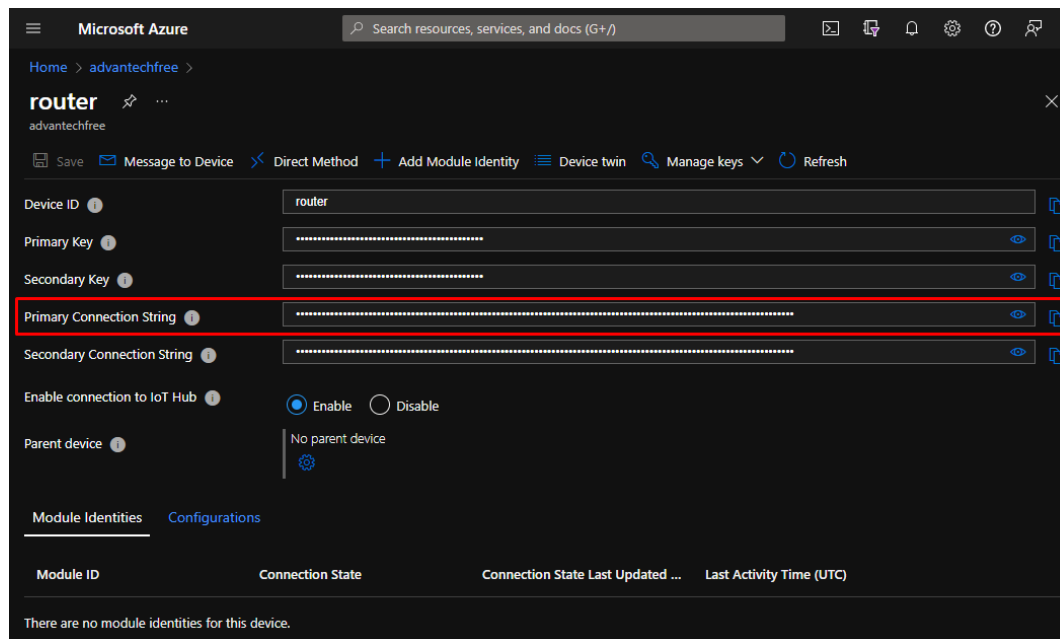 Microsoft Azure
Search resources, services, and docs (G+/)
Home > advantechfree >
router ...
advantechfree
Save Message to Device Direct Method Add Module Identity Device twin Manage keys Refresh
Device ID router
Primary Key
Secondary Key
Primary Connection String
Secondary Connection String
Enable connection to IoT Hub Enable Disable
Parent device No parent device
Module Identities Configurations
Module ID Connection State Connection State Last Updated ... Last Activity Time (UTC)
There are no module identities for this device.